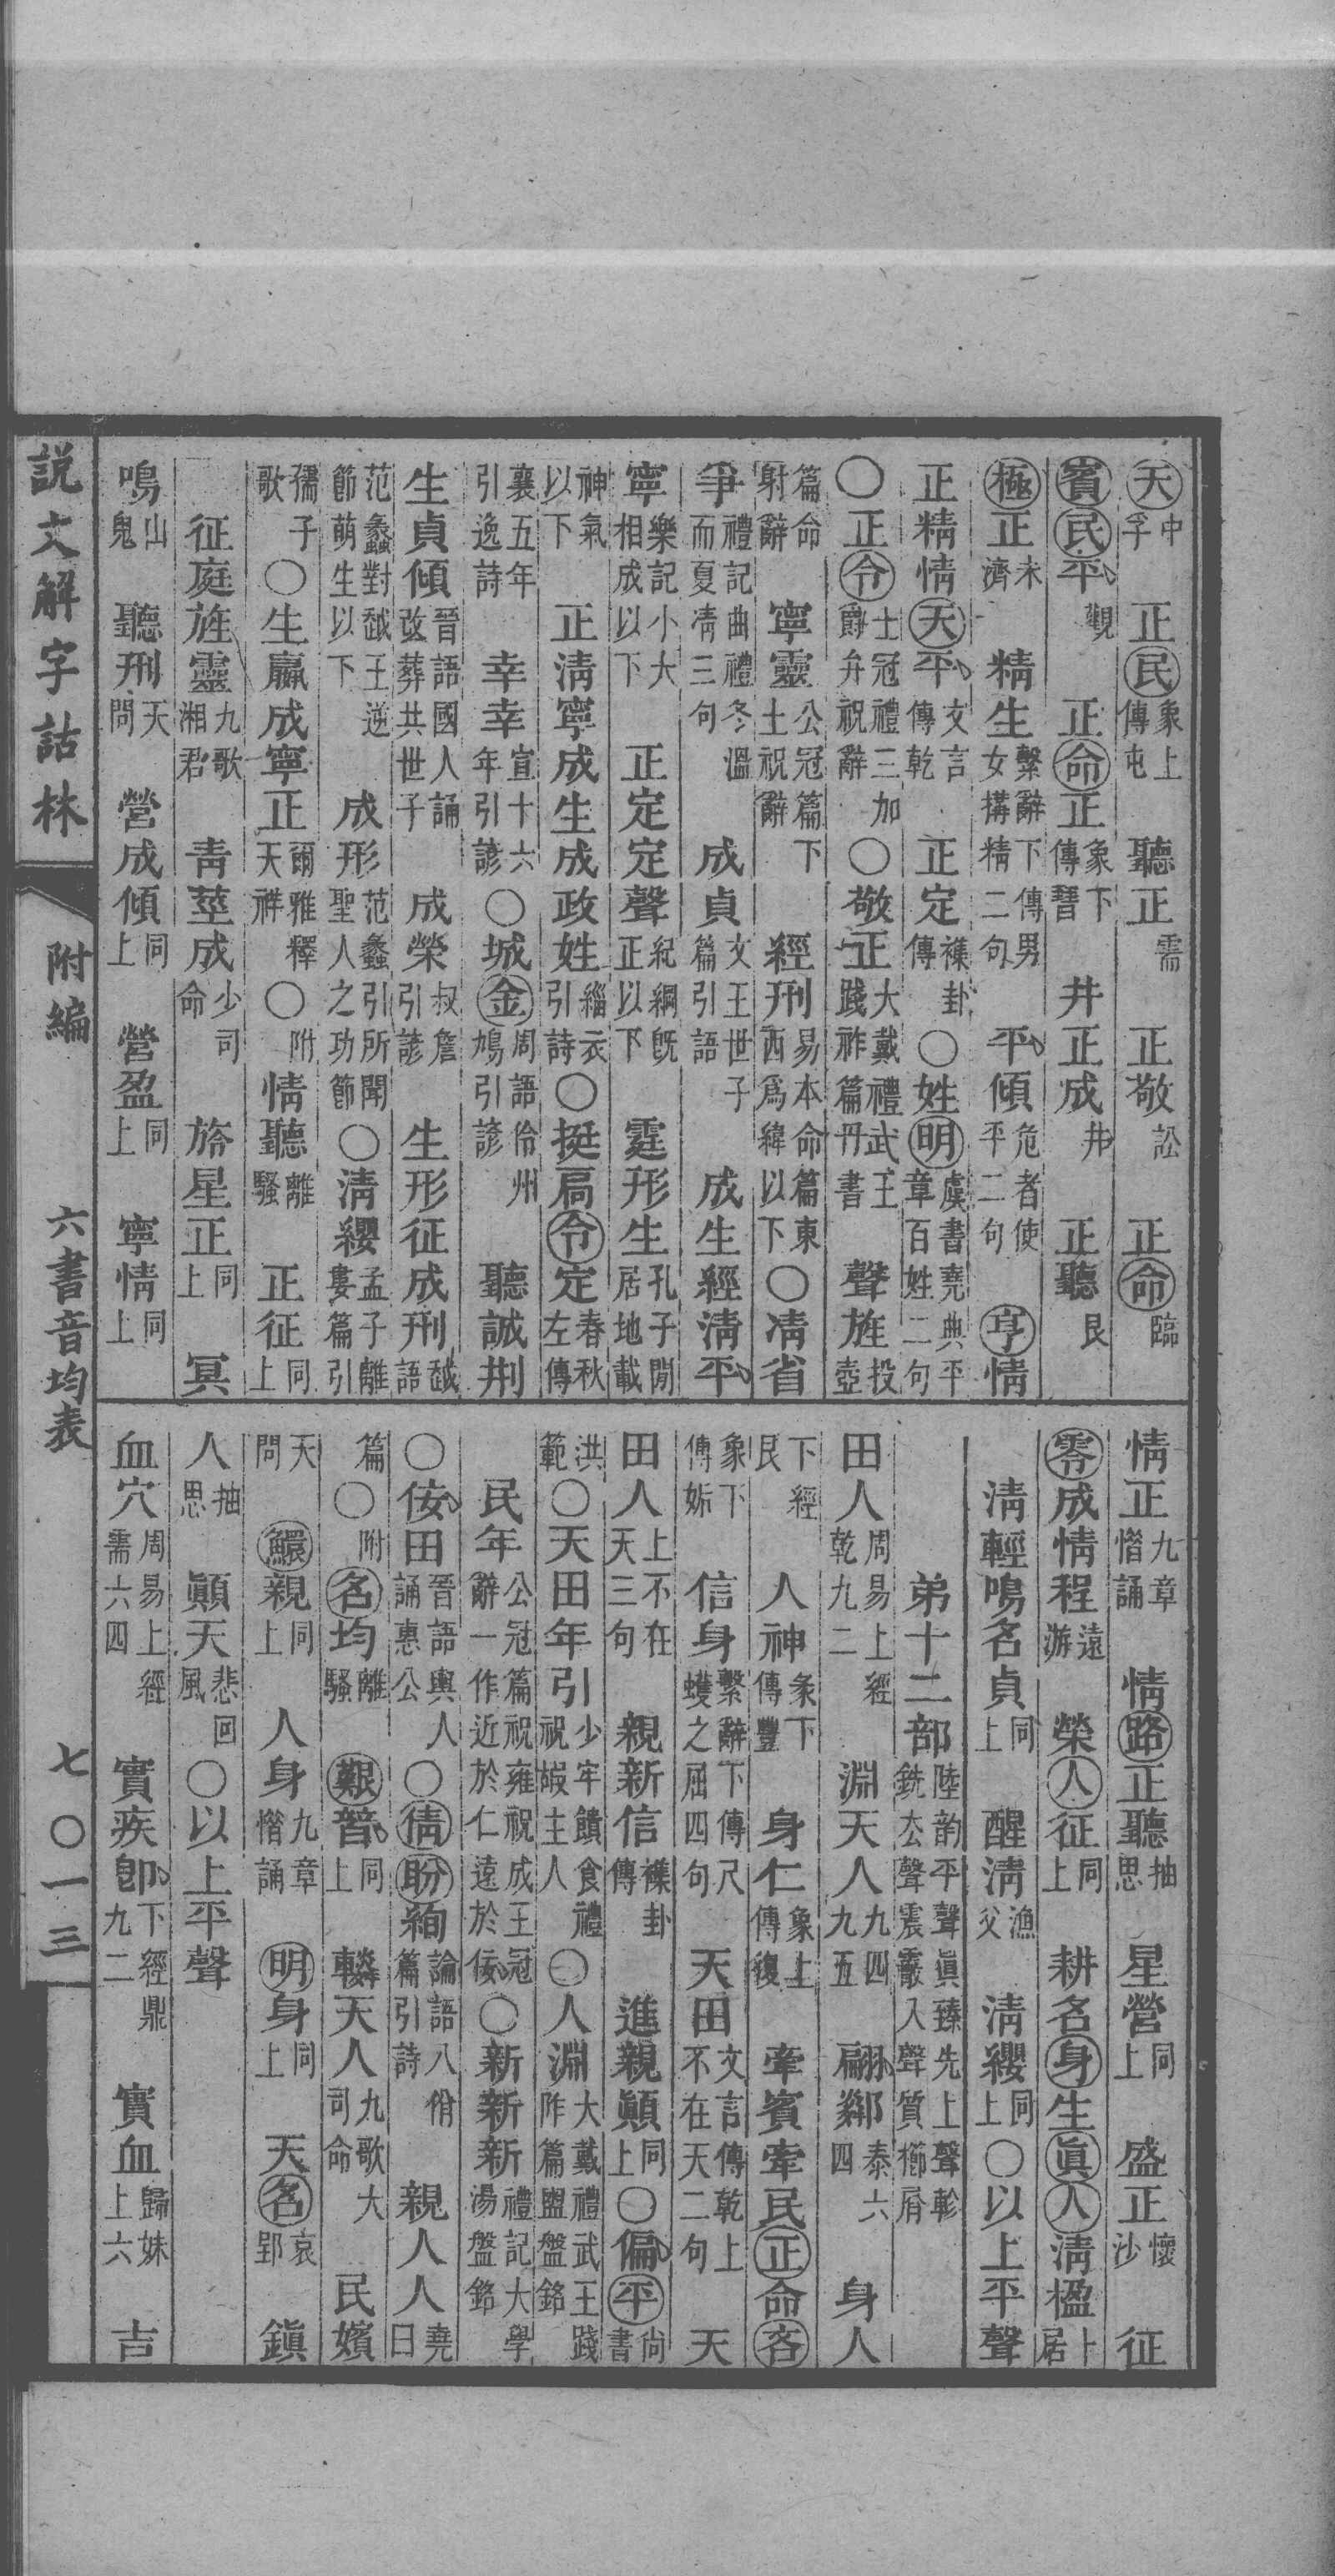 天中孚　正民象上傳屯　聽正需　正敬訟　正命臨
賓民平觀　正命正象下傳晉　井正成井　正聽艮
極正未濟　精生繫辭下傳男女搆精二句　平傾危者使平二句　亨情
正精情天平文言傳乾　正定襍卦傳〇姓明虞書堯典平章百姓二句
〇正令士冠禮三加爵弁祝辭〇敬正大戴禮武王踐祚篇丹書　聲旌投壺
篇命射辭　寧靈公冠篇下土祝辭　經刑易本命篇東西爲緯以下〇凊省
爭禮記曲禮冬溫而夏凊三句　成貞文王世子篇引語　成生經淸平
寧樂記小大相成以下　正定定聲紀綱旣正以下　霆形生孔子閒居地載
神氣以下　正淸寧成生成政姓緇衣引詩〇挺扃令定春秋左傳
襄五年引逸詩　幸幸宣十六年引諺〇城金周語伶州鳩引諺　聽誠荆
生貞傾晉語國人誦改葬共世子　成榮叔詹引諺　生形征成刑越語
范蠡對越王逆節萌生以下　成形范蠡引所聞聖人之功節〇淸纓孟子離婁篇引
孺子歌〇生贏成寧正爾雅釋天祥〇附　情聽離騷　正征同上
征庭旌靈九歌湘君　靑莖成少司命　旍星正同上　冥
鳴山鬼　聽刑天問　營成傾同上　營盈同上　寧情同上
情正九章惜誦　情路正聽抽思　星營同上　盛正懷沙　征
零成情程遠游　榮人征同上　耕名身生眞人淸楹卜居
淸輕鳴名貞同上　醒淸漁父　淸纓同上〇以上平聲
弟十二部陸韵平聲眞臻先上聲軫銑厺聲震霰入聲質櫛屑
田人周易上經乾九二　淵天人九四九五　翩鄰泰六四　身人
下經艮　人神彖下傳豐　身仁象上傳復　牽賓牽民正命吝
象下傳姤　信身繫辭下傳尺蠖之屈四句　天田文言傳乾上不在天二句　天
田人上不在天三句　親新信襍卦傳　進親顚同上〇偏平尙書
洪範〇天田年引少牢饋食禮祝嘏主人〇人淵大戴禮武王踐阼篇盥盤銘
民年公冠篇祝雍祝成王冠辭一作近於仁遠於佞〇新新新禮記大學湯盤銘
〇佞田晉語輿人誦惠公〇倩盼絢論語八佾篇引詩　親人人堯曰
篇〇附名均離騷　艱朁同上　轔天人九歌大司命　民嬪
天問　鰥親同上　人身九章惜誦　明身同上　天名哀郢　鎭
人抽思　顚天悲回風〇以上平聲
血穴周易上經需六四　實疾卽下經鼎九二　實血歸妹上六　吉
說文解字詁林　附編　六書音均表　七〇一三